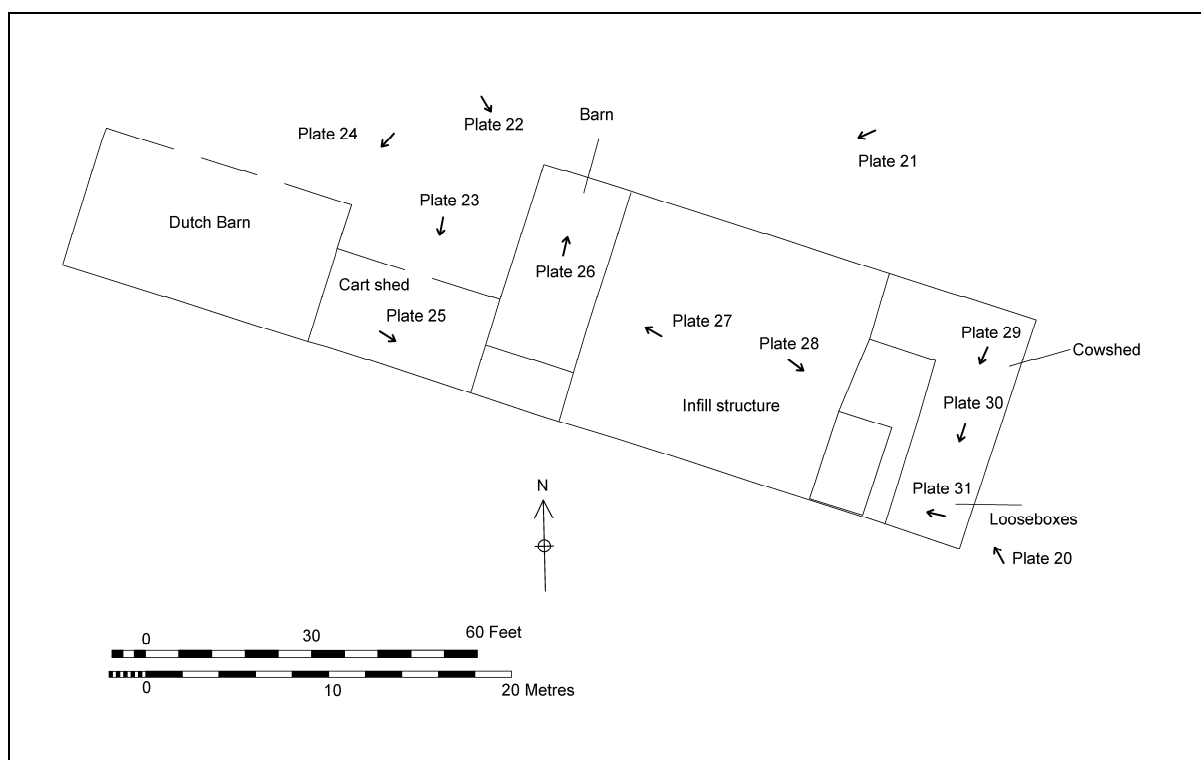 Barn
Plate 22
Plate 24
Plate 21
Plate 23
Dutch Barn
Plate 26
Cart shed
Plate 25
Plate 27
Plate 29
Plate 28
Cowshed
Plate 30
Infill structure
Plate 31
N
Looseboxes
Plate 20
0 30 60 Feet
0 10 20 Metres